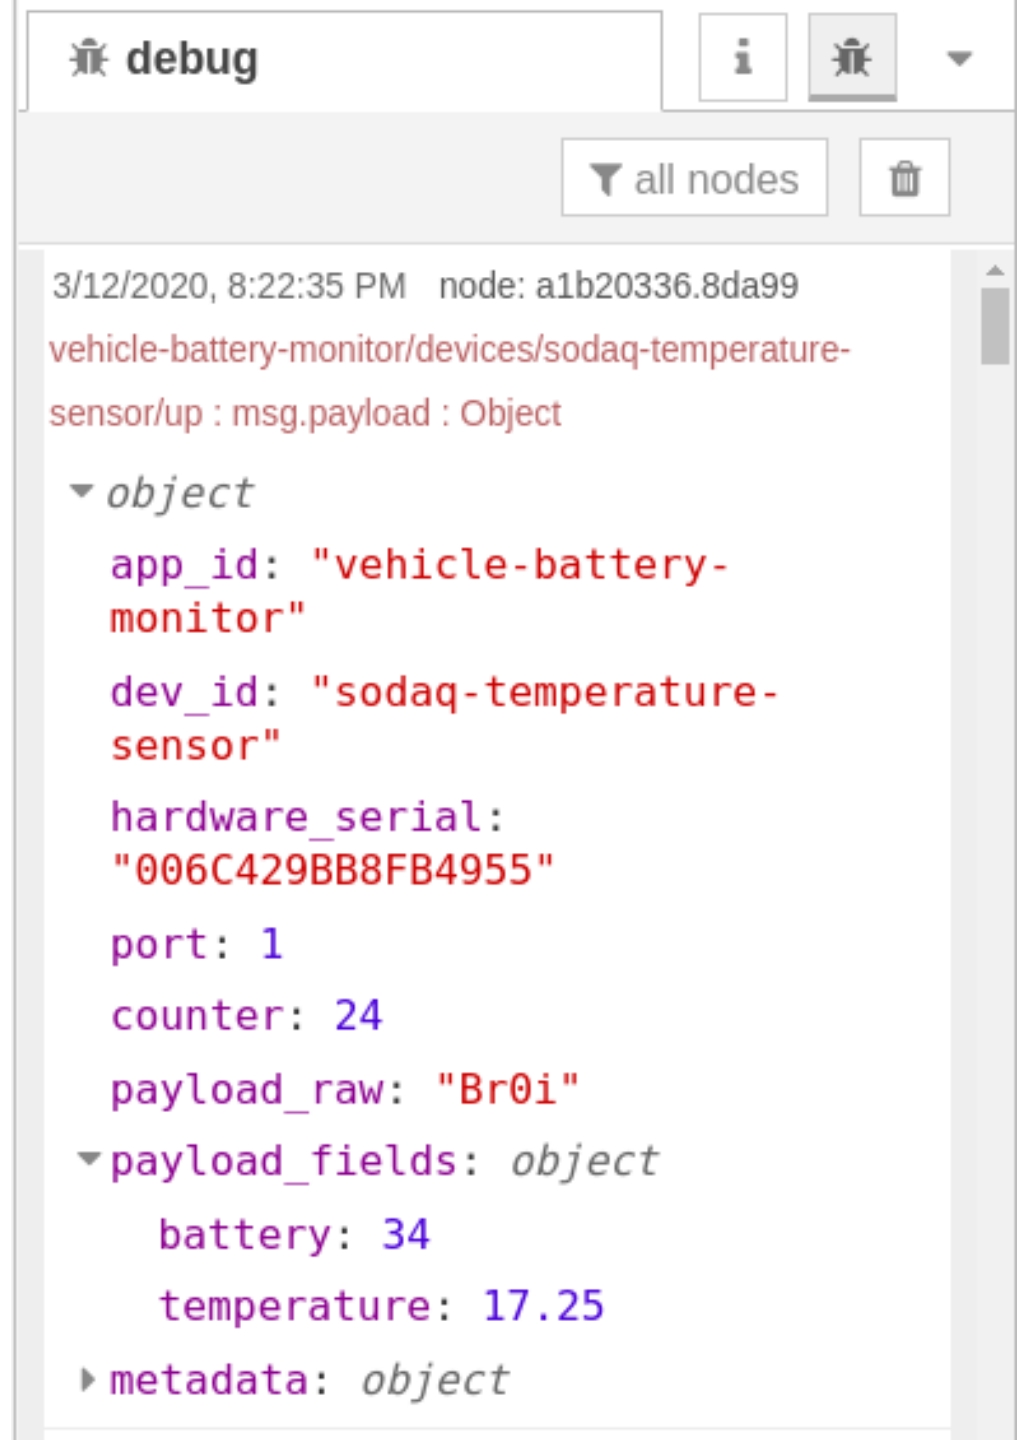 debug
all nodes
3/12/2020, 8:22:35 PM node: a1b20336.8da99
vehicle-battery-monitor/devices/sodaq-temperature-
sensor/up : msg.payload : Object
object
app_id: "vehicle-battery-
monitor"
dev_id: "sodaq-temperature-
sensor"
hardware_serial:
"006C429BB8FB4955"
port: 1
counter: 24
payload_raw: "Br0i"
payload_fields: object
battery: 34
temperature: 17.25
metadata: object